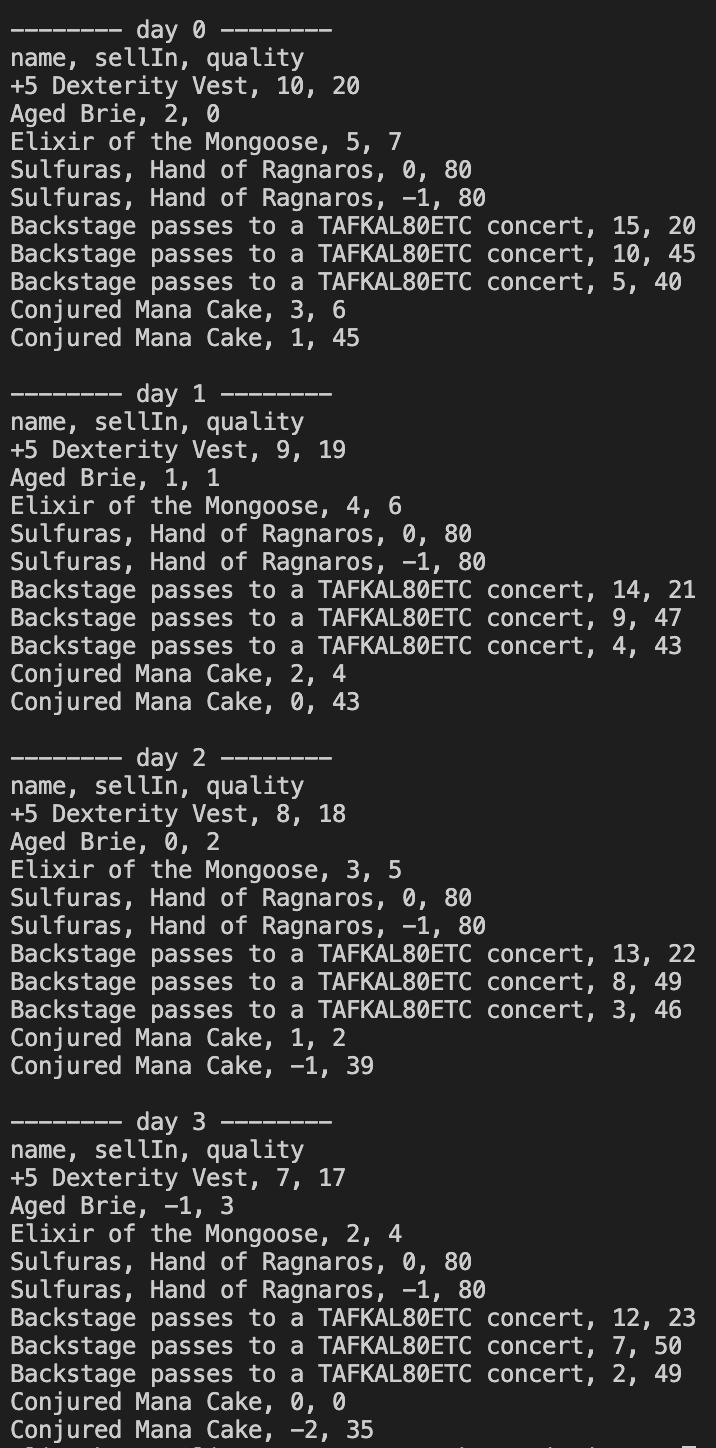 -------- day 0 --------
name, sellIn, quality
+5 Dexterity Vest, 10, 20
Aged Brie, 2, 0
Elixir of the Mongoose, 5, 7
Sulfuras, Hand of Ragnaros, 0, 80
Sulfuras, Hand of Ragnaros, -1, 80
Backstage passes to a TAFKAL80ETC concert, 15, 20
Backstage passes to a TAFKAL80ETC concert, 10, 45
Backstage passes to a TAFKAL80ETC concert, 5, 40
Conjured Mana Cake, 3, 6
Conjured Mana Cake, 1, 45
-------- day 1 --------
name, sellIn, quality
+5 Dexterity Vest, 9, 19
Aged Brie, 1, 1
Elixir of the Mongoose, 4, 6
Sulfuras, Hand of Ragnaros, 0, 80
Sulfuras, Hand of Ragnaros, -1, 80
Backstage passes to a TAFKAL80ETC concert, 14, 21
Backstage passes to a TAFKAL80ETC concert, 9, 47
Backstage passes to a TAFKAL80ETC concert, 4, 43
Conjured Mana Cake, 2, 4
Conjured Mana Cake, 0, 43
-------- day 2 --------
name, sellIn, quality
+5 Dexterity Vest, 8, 18
Aged Brie, 0, 2
Elixir of the Mongoose, 3, 5
Sulfuras, Hand of Ragnaros, 0, 80
Sulfuras, Hand of Ragnaros, -1, 80
Backstage passes to a TAFKAL80ETC concert, 13, 22
Backstage passes to a TAFKAL80ETC concert, 8, 49
Backstage passes to a TAFKAL80ETC concert, 3, 46
Conjured Mana Cake, 1, 2
Conjured Mana Cake, -1, 39
-------- day 3 --------
name, sellIn, quality
+5 Dexterity Vest, 7, 17
Aged Brie, -1, 3
Elixir of the Mongoose, 2, 4
Sulfuras, Hand of Ragnaros, 0, 80
Sulfuras, Hand of Ragnaros, -1, 80
Backstage passes to a TAFKAL80ETC concert, 12, 23
Backstage passes to a TAFKAL80ETC concert, 7, 50
Backstage passes to a TAFKAL80ETC concert, 2, 49
Conjured Mana Cake, 0, 0
Conjured Mana Cake, -2, 35